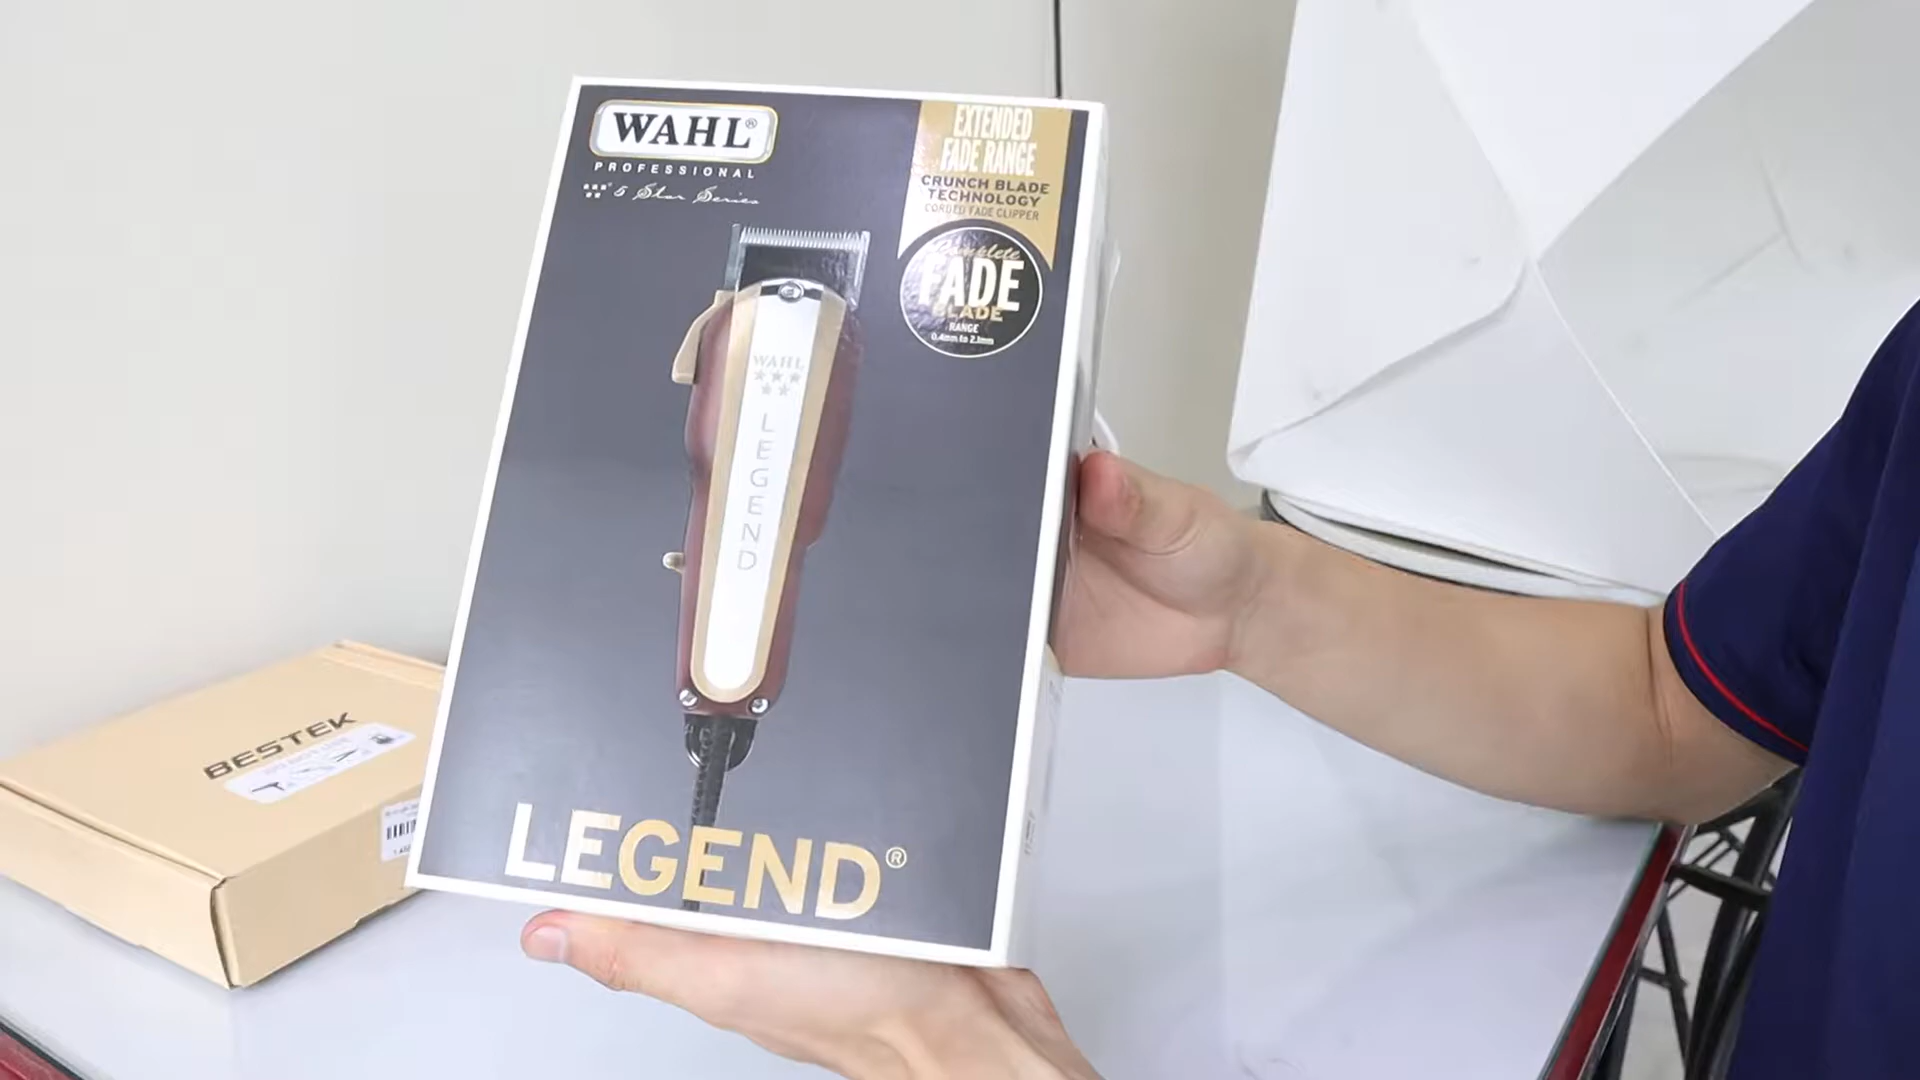 WAHL®
PROFESSIONAL
5 Star Series
EXTENDED
FADE RANGE
CRUNCH BLADE
TECHNOLOGY
CORDED FADE CLIPPER
Complete
FADE
BLADE
RANGE
0.4mm to 2.1mm
WAHL
LEGEND
LEGEND®
BESTEK